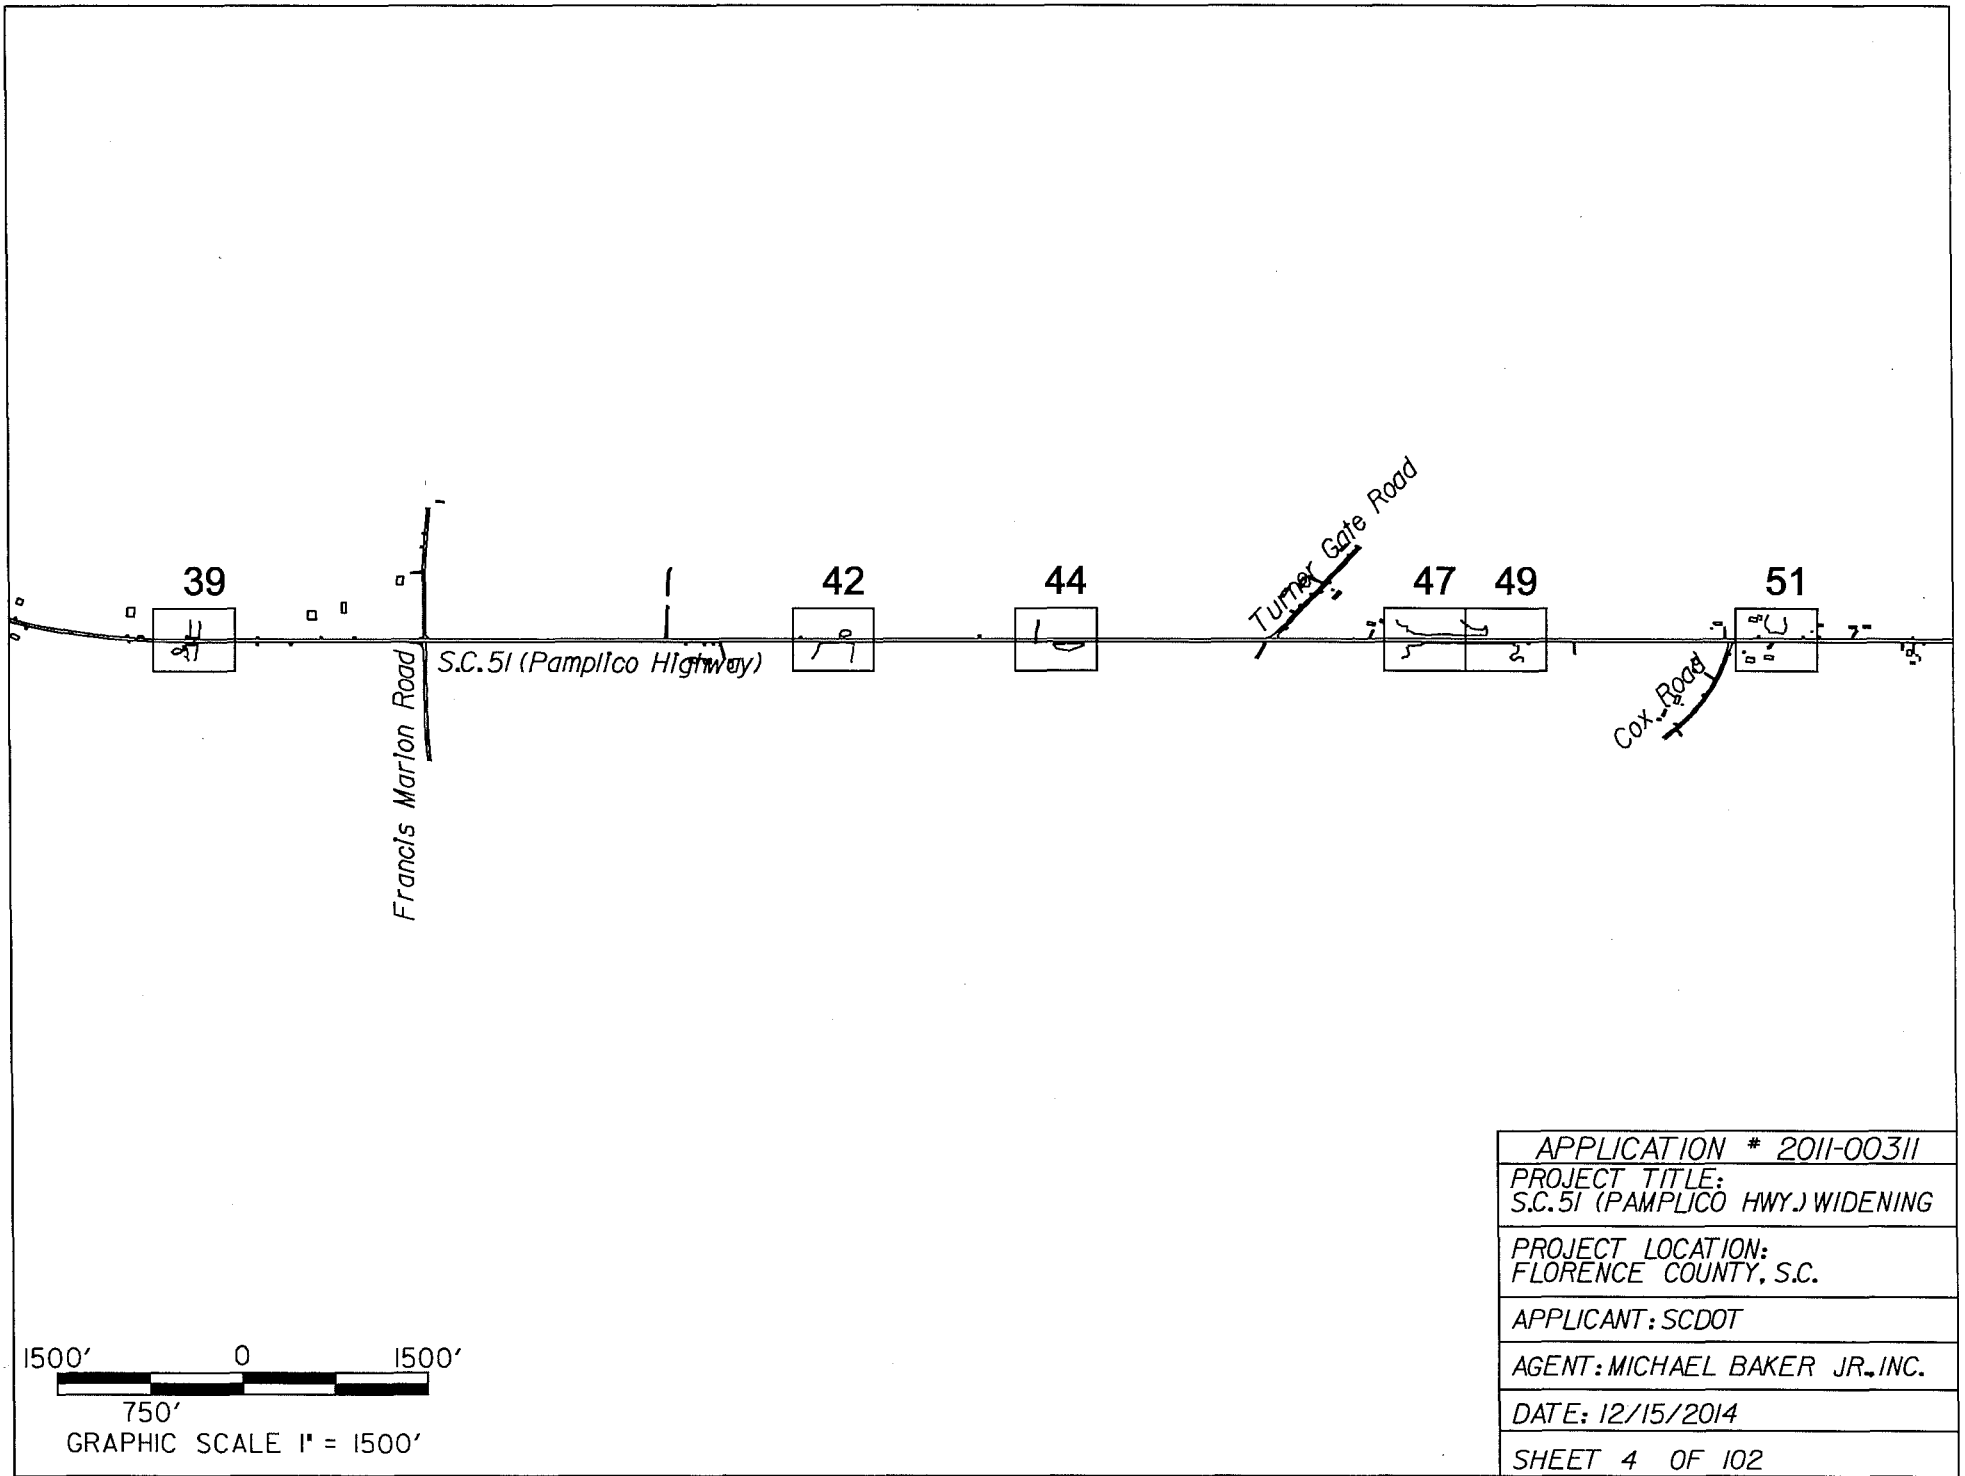 39
42
44
47
49
51
Turner Gate Road
S.C.51 (Pamplico Highway)
Francis Marion Road
Cox Road
APPLICATION # 2011-00311
PROJECT TITLE:
S.C.51 (PAMPLICO HWY.) WIDENING
PROJECT LOCATION:
FLORENCE COUNTY, S.C.
APPLICANT: SCDOT
AGENT: MICHAEL BAKER JR., INC.
DATE: 12/15/2014
SHEET 4 OF 102
1500' 0 1500'
750'
GRAPHIC SCALE 1" = 1500'